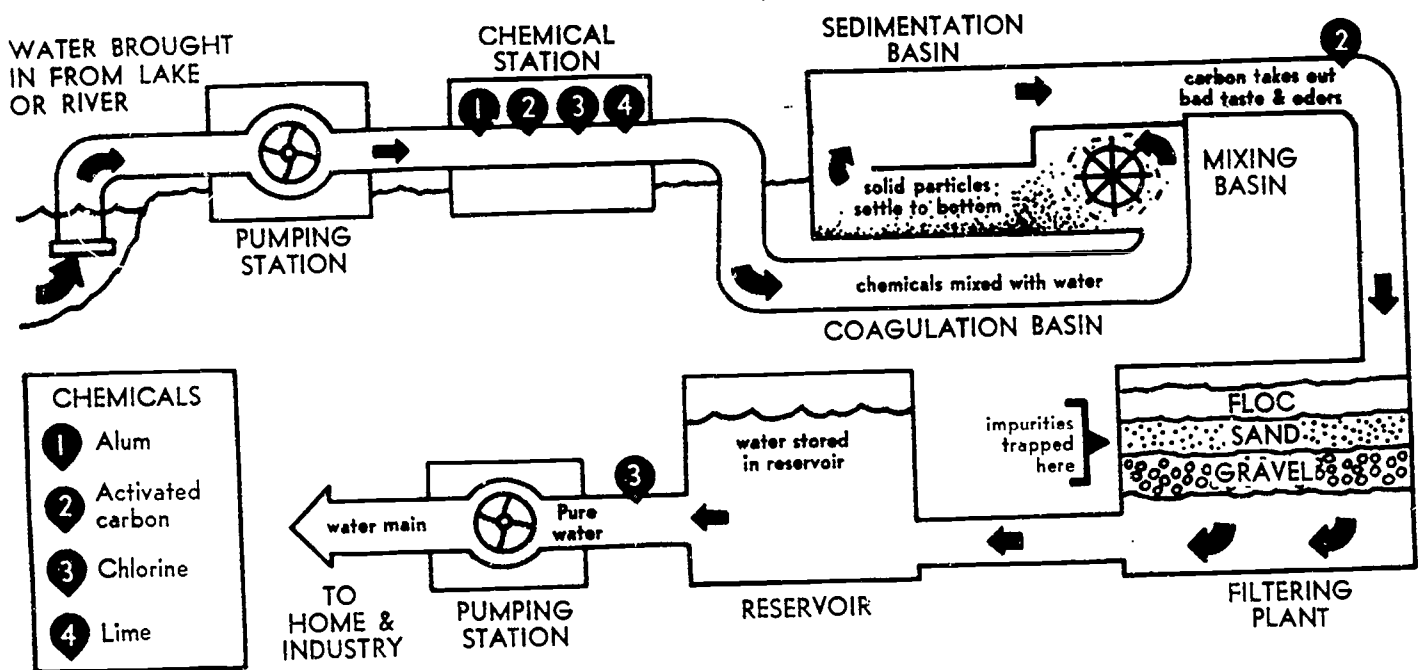 WATER BROUGHT
IN FROM LAKE
OR RIVER
CHEMICAL
STATION
1 2 3 4
PUMPING
STATION
SEDIMENTATION
BASIN
2
carbon takes out
bad taste & edors
solid particles
settle to bottom
MIXING
BASIN
chemicals mixed with water
COAGULATION BASIN
CHEMICALS
1 Alum
2 Activated
carbon
3 Chlorine
4 Lime
FLOC
SAND
GRAVEL
impurities
trapped
here
FILTERING
PLANT
water stored
in reservoir
RESERVOIR
3
Pure
water
PUMPING
STATION
water main
TO
HOME &
INDUSTRY